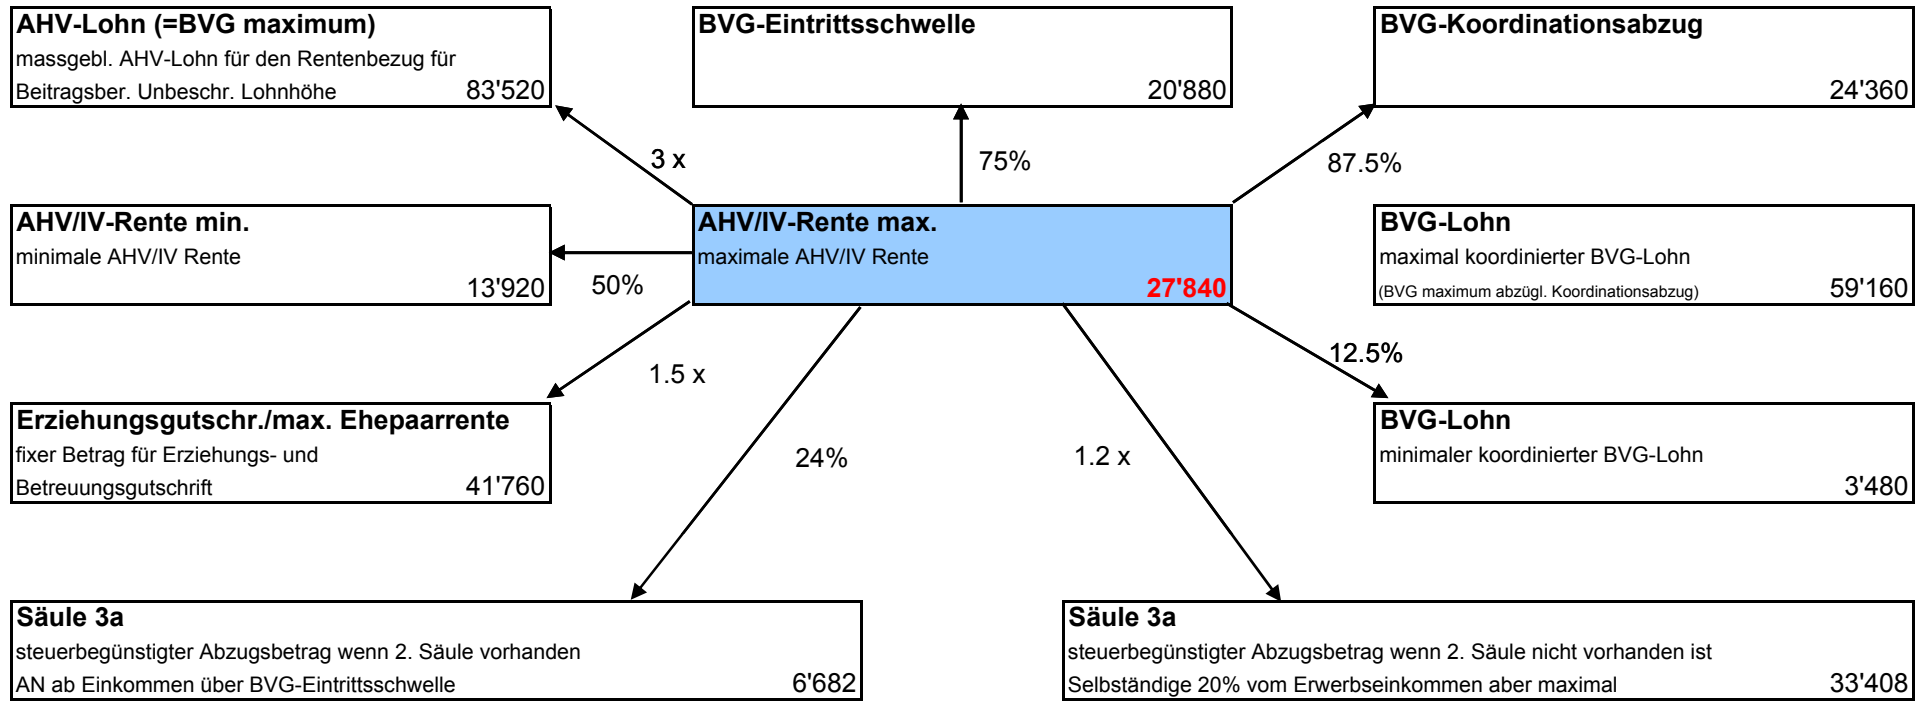 AHV-Lohn (=BVG maximum)
massgebl. AHV-Lohn für den Rentenbezug für
Beitragsber. Unbeschr. Lohnhöhe 83'520
BVG-Eintrittsschwelle
20'880
BVG-Koordinationsabzug
24'360
3 x
75%
87.5%
AHV/IV-Rente min.
minimale AHV/IV Rente
13'920
50%
AHV/IV-Rente max.
maximale AHV/IV Rente
27'840
BVG-Lohn
maximal koordinierter BVG-Lohn
(BVG maximum abzügl. Koordinationsabzug) 59'160
1.5 x
12.5%
Erziehungsgutschr./max. Ehepaarrente
fixer Betrag für Erziehungs- und
Betreuungsgutschrift 41'760
24%
1.2 x
BVG-Lohn
minimaler koordinierter BVG-Lohn
3'480
Säule 3a
steuerbegünstigter Abzugsbetrag wenn 2. Säule vorhanden
AN ab Einkommen über BVG-Eintrittsschwelle 6'682
Säule 3a
steuerbegünstigter Abzugsbetrag wenn 2. Säule nicht vorhanden ist
Selbständige 20% vom Erwerbseinkommen aber maximal 33'408